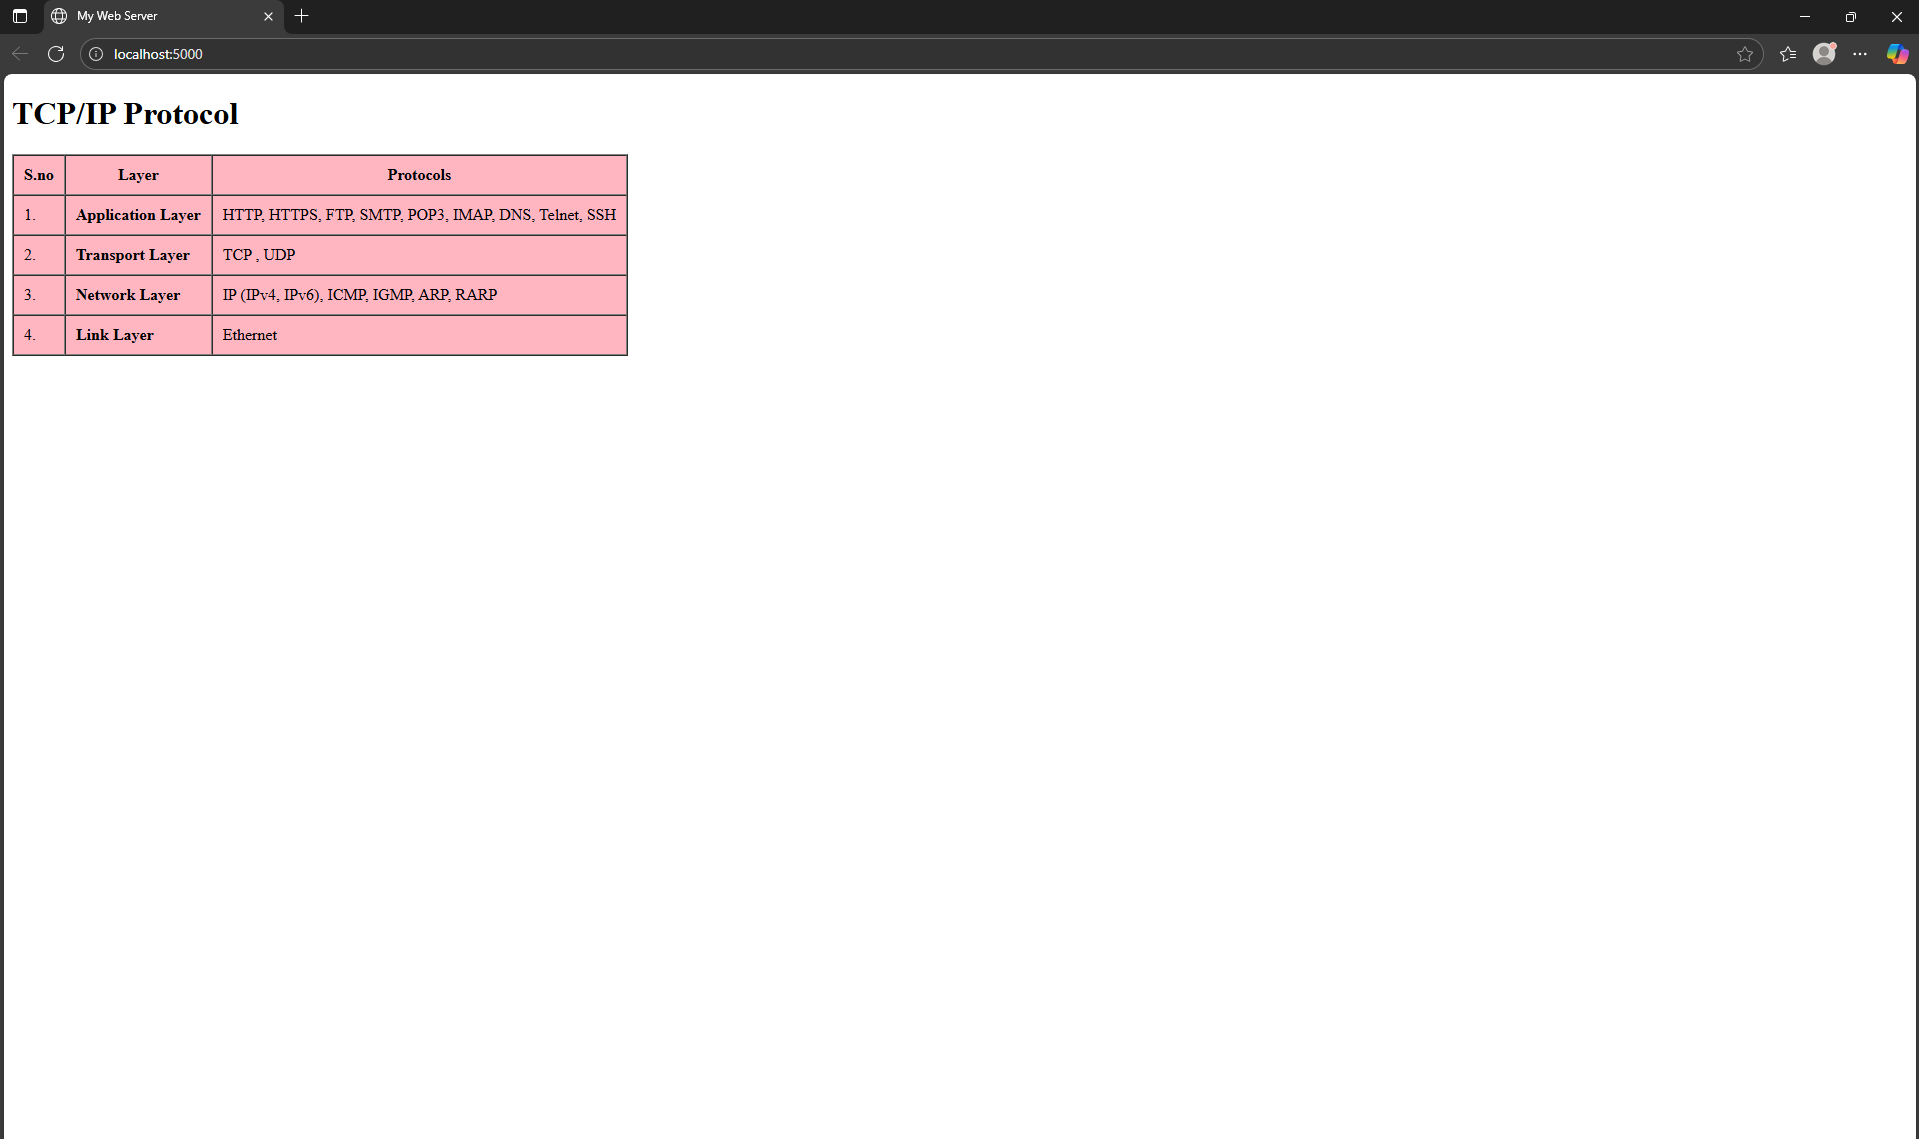 My Web Server
localhost:5000
TCP/IP Protocol
S.no Layer Protocols
1. Application Layer HTTP, HTTPS, FTP, SMTP, POP3, IMAP, DNS, Telnet, SSH
2. Transport Layer TCP , UDP
3. Network Layer IP (IPv4, IPv6), ICMP, IGMP, ARP, RARP
4. Link Layer Ethernet